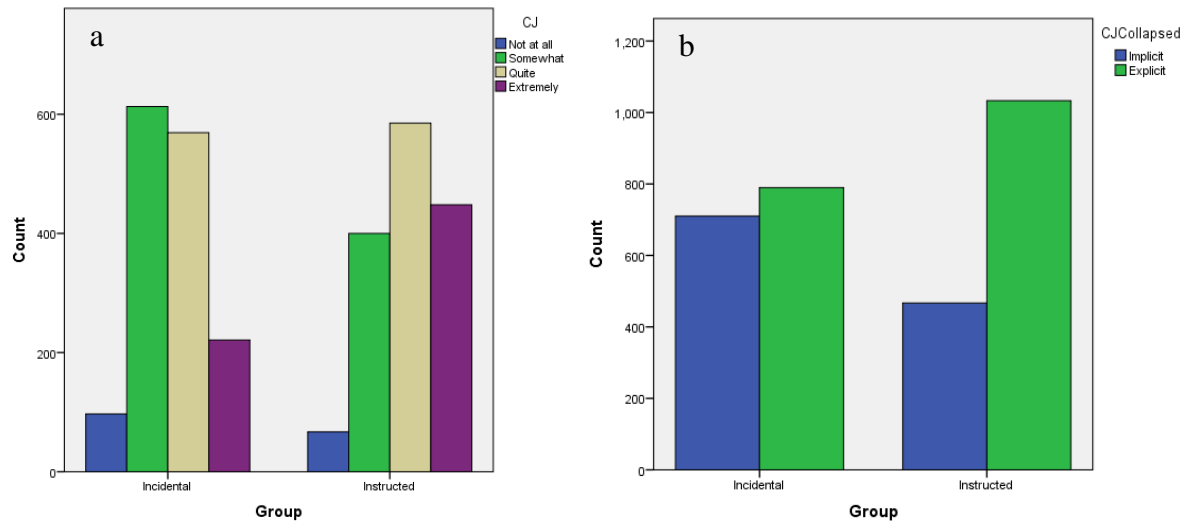 a
CJ
Not at all
Somewhat
Quite
Extremely
600
400
200
0
Count
Incidental
Instructed
Group
b
CJCollapsed
Implicit
Explicit
1,200
1,000
800
600
400
200
0
Count
Incidental
Instructed
Group